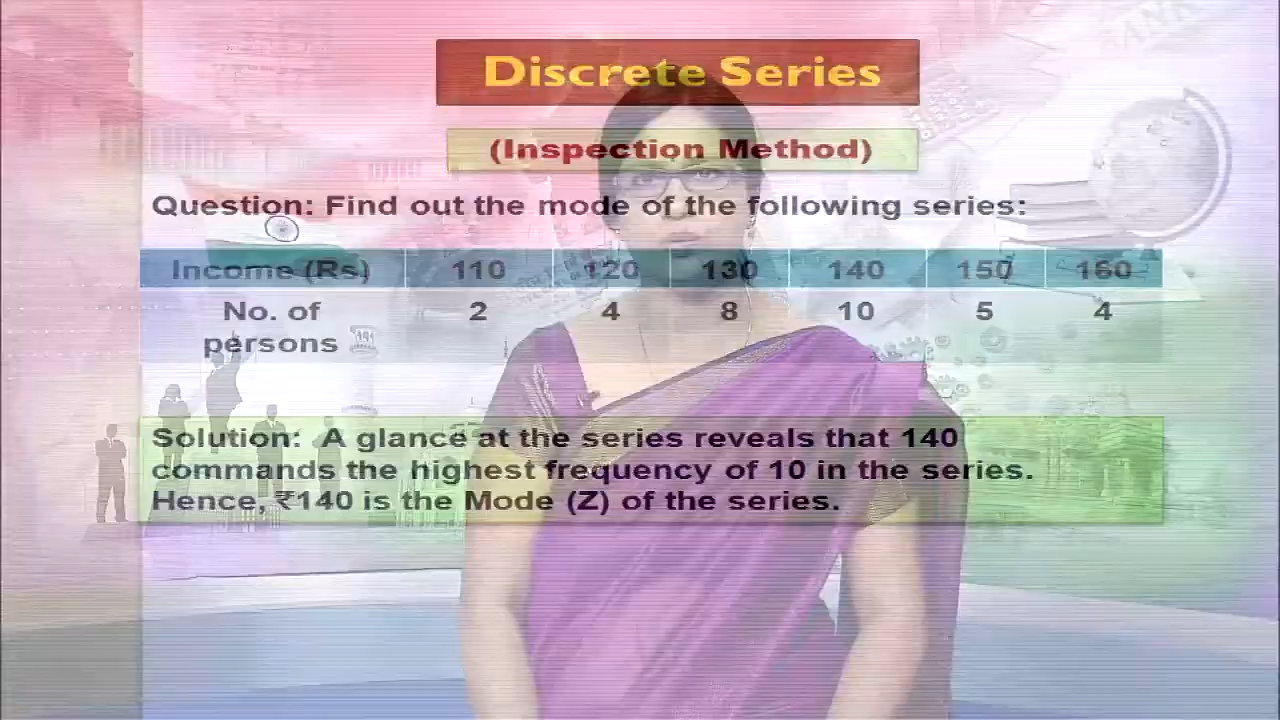 BANK
Discrete Series
(Inspection Method)
Question: Find out the mode of the following series:
Income (Rs) 110 120 130 140 150 160
No. of 2 4 8 10 5 4
persons
Solution: A glance at the series reveals that 140
commands the highest frequency of 10 in the series.
Hence, ₹140 is the Mode (Z) of the series.